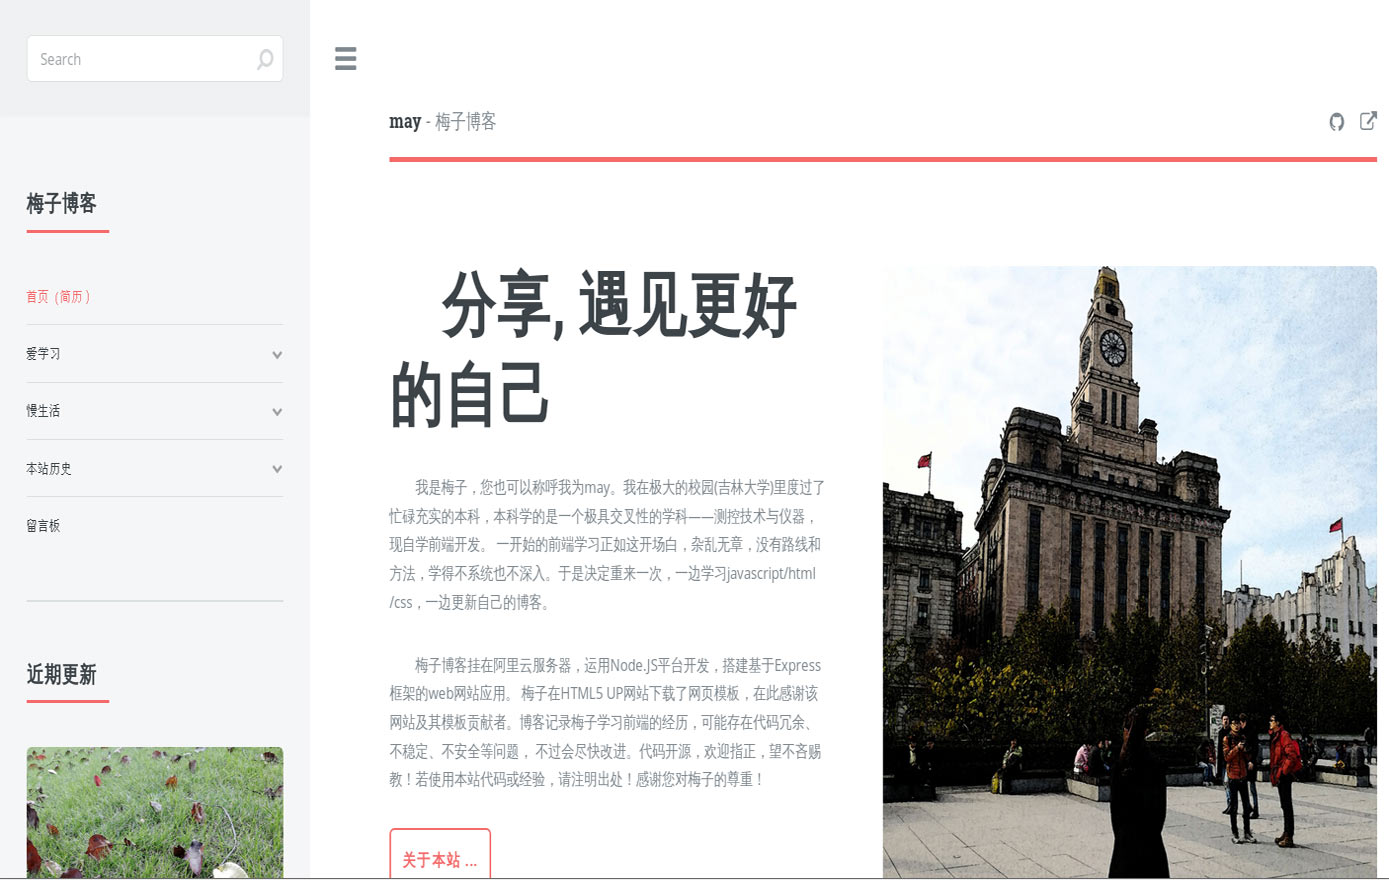 Search
may - 梅子博客
梅子博客
首页（简历）
爱学习
慢生活
本站历史
留言板
近期更新
分享, 遇见更好
的自己
我是梅子，您也可以称呼我为may。我在极大的校园(吉林大学)里度过了
忙碌充实的本科，本科学的是一个极具交叉性的学科——测控技术与仪器，
现自学前端开发。 一开始的前端学习正如这开场白，杂乱无章，没有路线和
方法，学得不系统也不深入。于是决定重来一次，一边学习javascript/html
/css，一边更新自己的博客。
梅子博客挂在阿里云服务器，运用Node.JS平台开发，搭建基于Express
框架的web网站应用。 梅子在HTML5 UP网站下载了网页模板，在此感谢该
网站及其模板贡献者。博客记录梅子学习前端的经历，可能存在代码冗余、
不稳定、不安全等问题， 不过会尽快改进。代码开源，欢迎指正，望不吝赐
教！若使用本站代码或经验，请注明出处！感谢您对梅子的尊重！
关于本站 ...